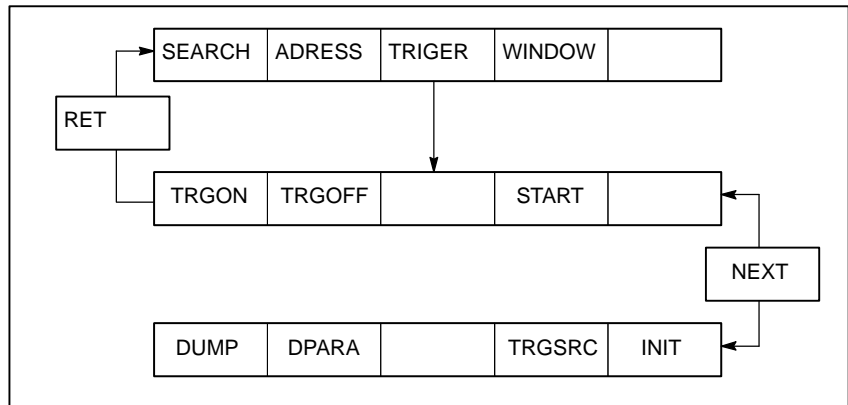 SEARCH ADRESS TRIGER WINDOW
RET
TRGON TRGOFF START
NEXT
DUMP DPARA TRGSRC INIT